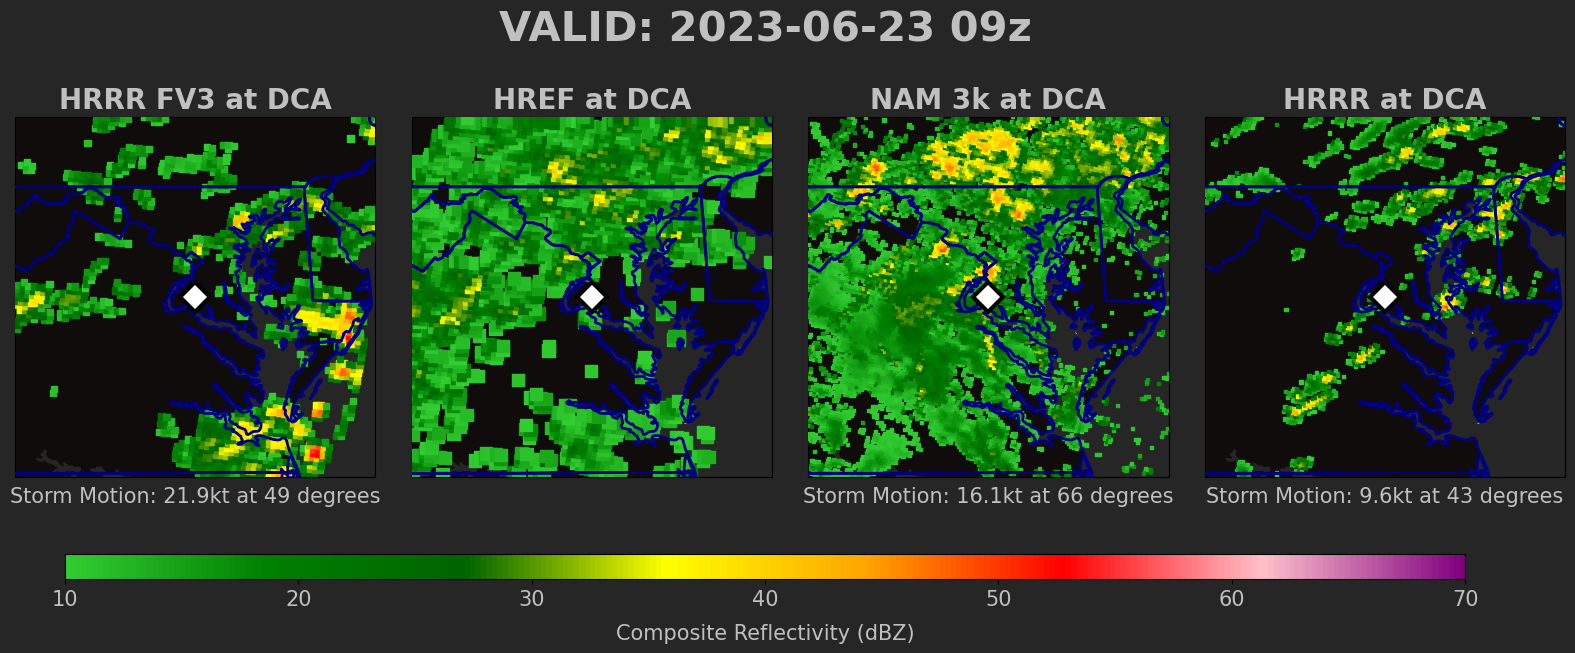 VALID: 2023-06-23 09z
HRRR FV3 at DCA
HREF at DCA
NAM 3k at DCA
HRRR at DCA
Storm Motion: 21.9kt at 49 degrees
Storm Motion: 16.1kt at 66 degrees
Storm Motion: 9.6kt at 43 degrees
10 20 30 40 50 60 70
Composite Reflectivity (dBZ)